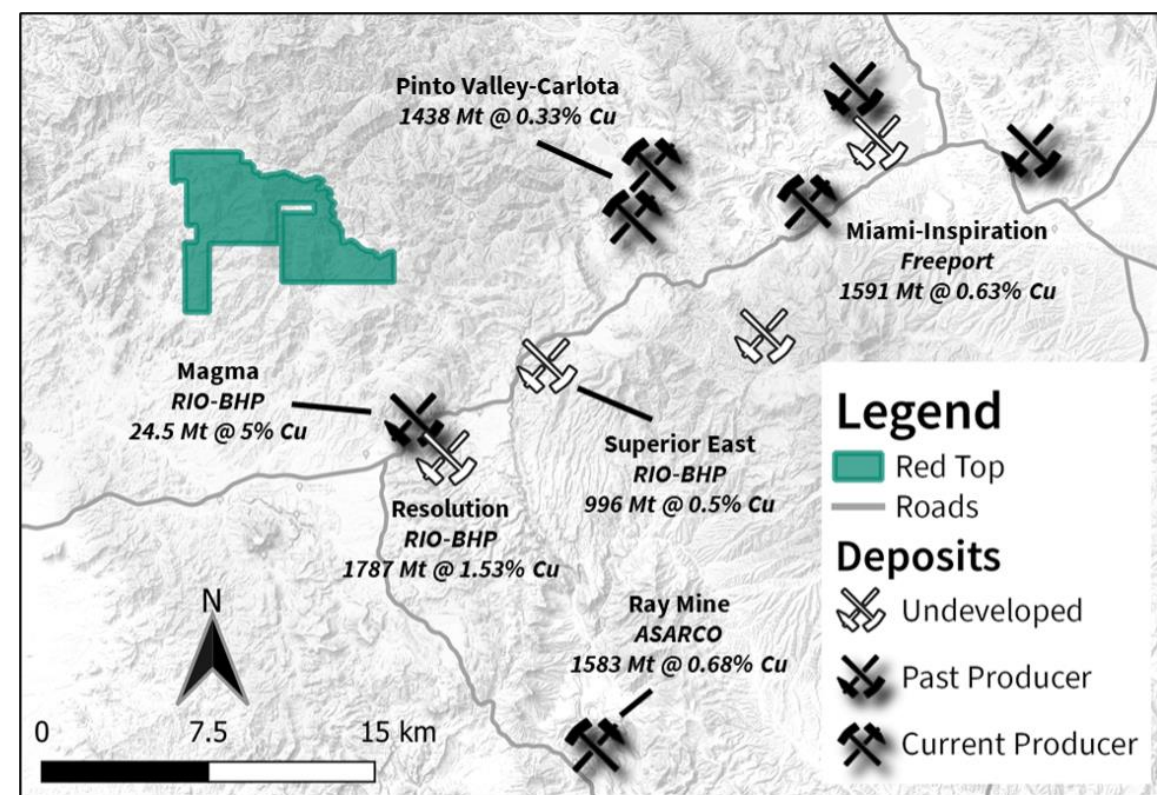 Pinto Valley-Carlota
1438 Mt @ 0.33% Cu
Miami-Inspiration
Freeport
1591 Mt @ 0.63% Cu
Magma
RIO-BHP
24.5 Mt @ 5% Cu
Superior East
RIO-BHP
996 Mt @ 0.5% Cu
Resolution
RIO-BHP
1787 Mt @ 1.53% Cu
Ray Mine
ASARCO
1583 Mt @ 0.68% Cu
N
0 7.5 15 km
Legend
Red Top
Roads
Deposits
Undeveloped
Past Producer
Current Producer